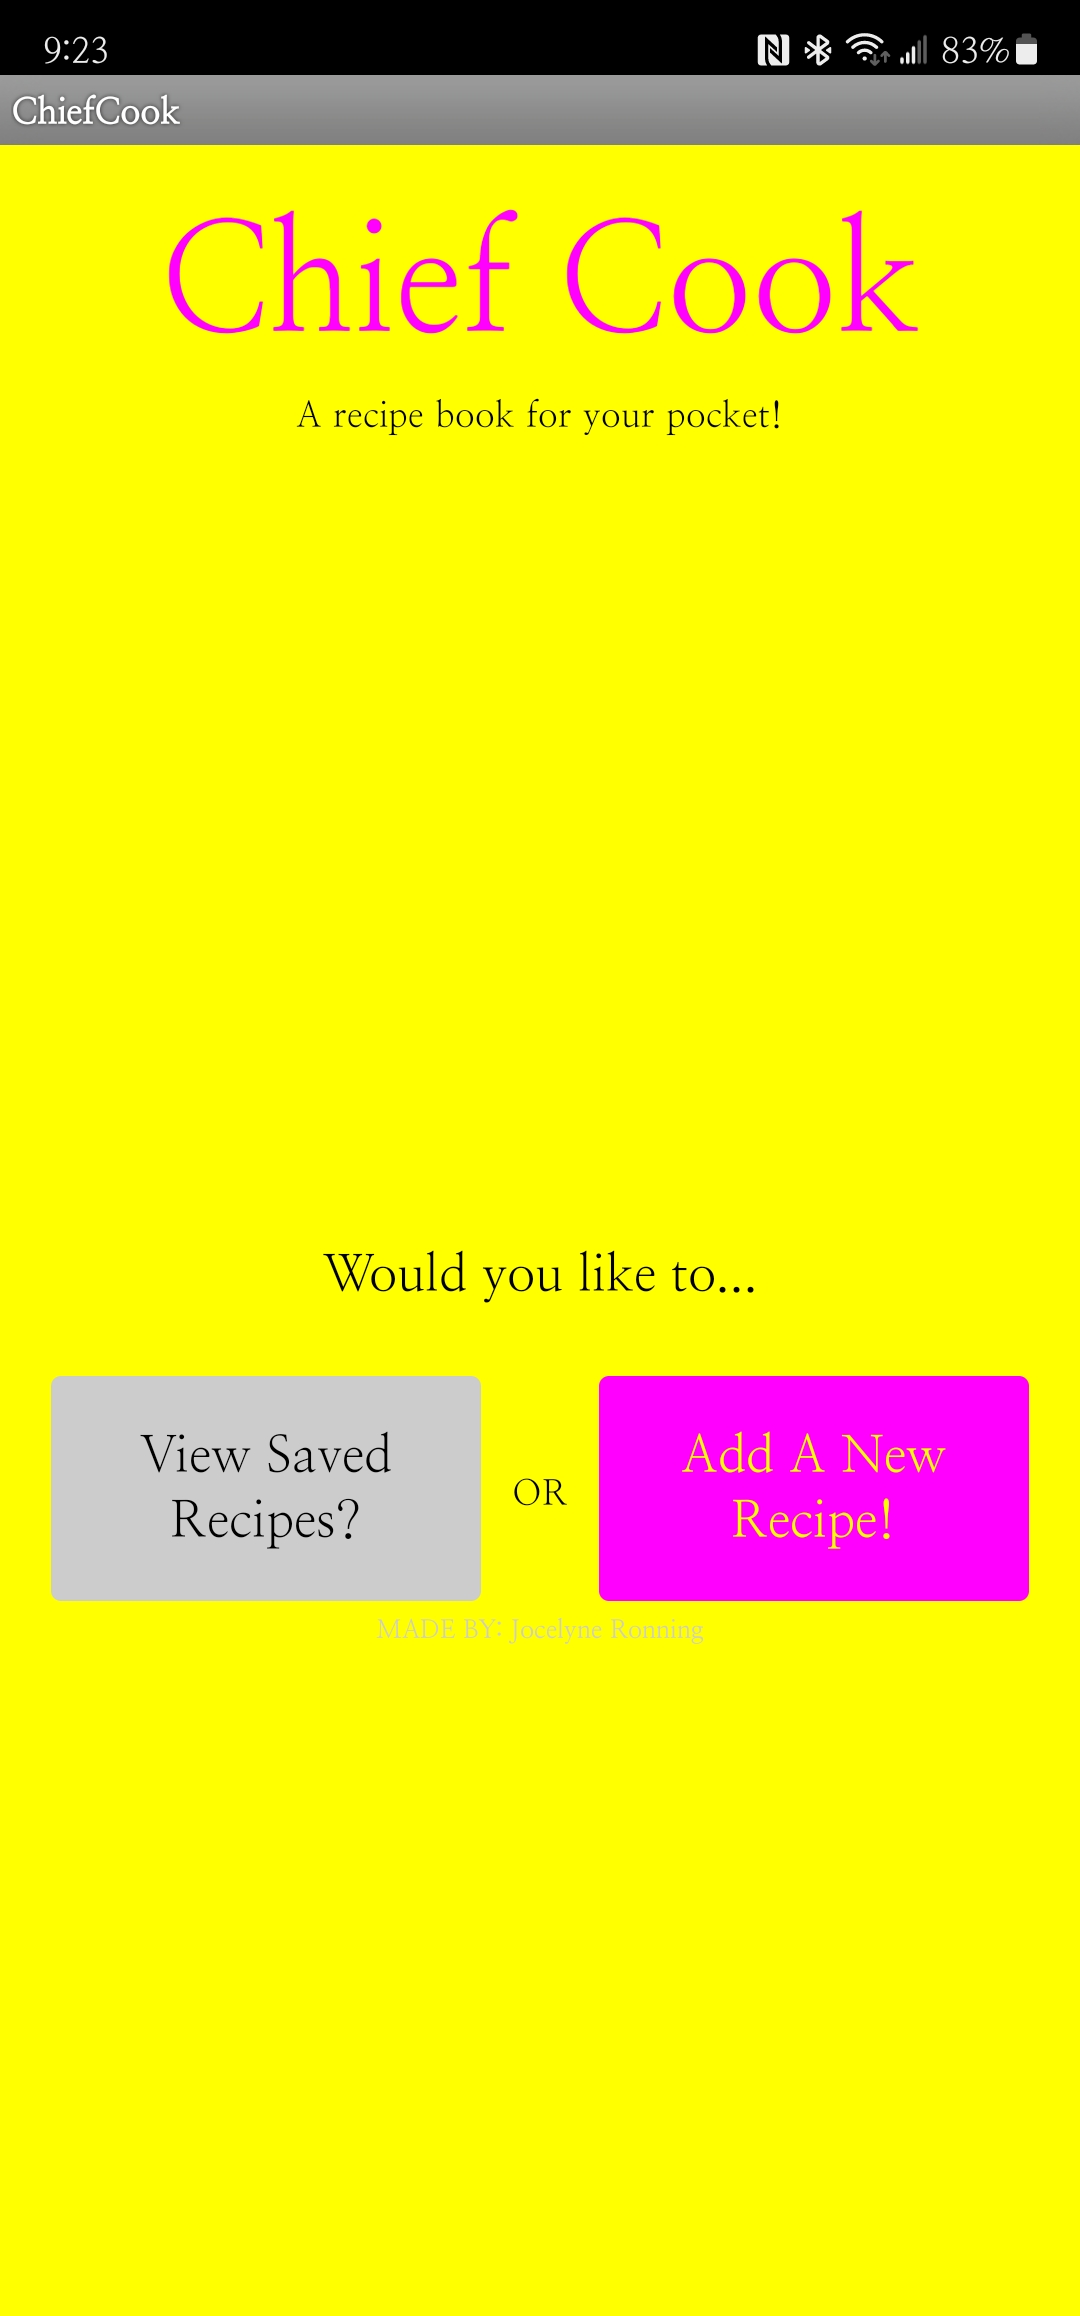 9:23 83%
ChiefCook
Chief Cook
A recipe book for your pocket!
Would you like to...
View Saved
Recipes?
OR
Add A New
Recipe!
MADE BY: Jocelyne Ronning